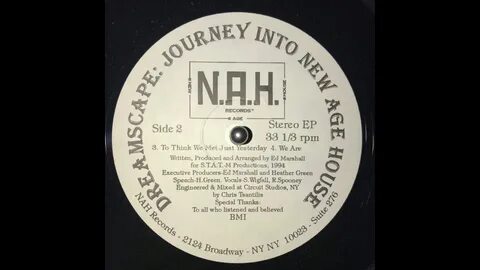 DREAMSCAPE: JOURNEY INTO NEW AGE HOUSE
N.A.H.
RECORDS
Side 2
Stereo EP
33 1/3 rpm
3. To Think We Met Just Yesterday 4. We Are
Written, Produced and Arranged by Ed Marshall
for S.T.A.T.-M Productions, 1994
Executive Producers-Ed Marshall and Heather Green
Speech-H.Green. Vocals-S.Wigfall, R.Spooney
Engineered & Mixed at Circuit Studios, NY
by Chris Tsantilis
Special Thanks:
To all who listened and believed
BMI
NAH Records - 2124 Broadway - NY NY 10023 - Suite 276